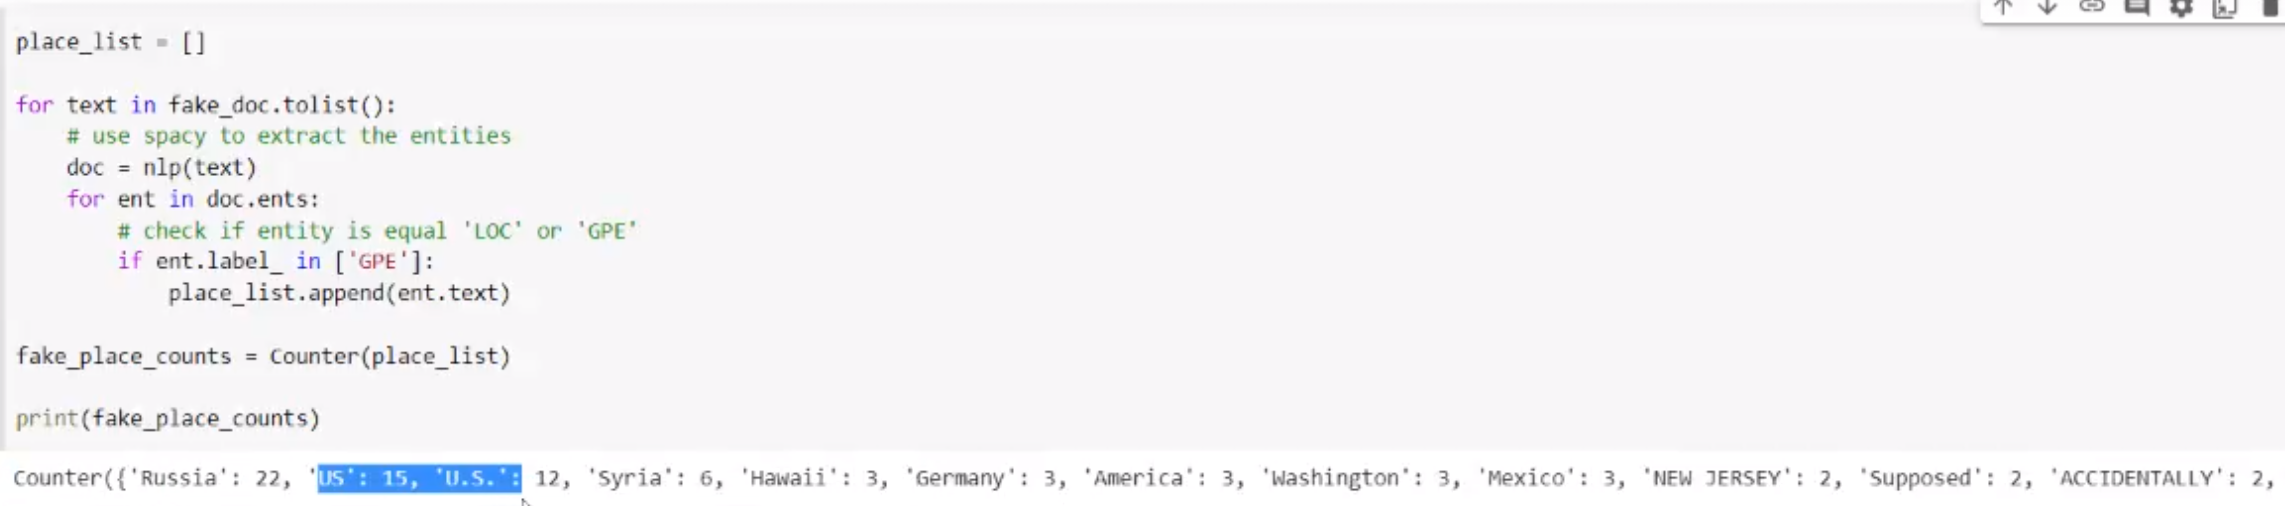 place_list = []
for text in fake_doc.tolist():
    # use spacy to extract the entities
    doc = nlp(text)
    for ent in doc.ents:
        # check if entity is equal 'LOC' or 'GPE'
        if ent.label_ in ['GPE']:
            place_list.append(ent.text)
fake_place_counts = Counter(place_list)
print(fake_place_counts)
Counter({'Russia': 22, 'US': 15, 'U.S.': 12, 'Syria': 6, 'Hawaii': 3, 'Germany': 3, 'America': 3, 'Washington': 3, 'Mexico': 3, 'NEW JERSEY': 2, 'Supposed': 2, 'ACCIDENTALLY': 2,